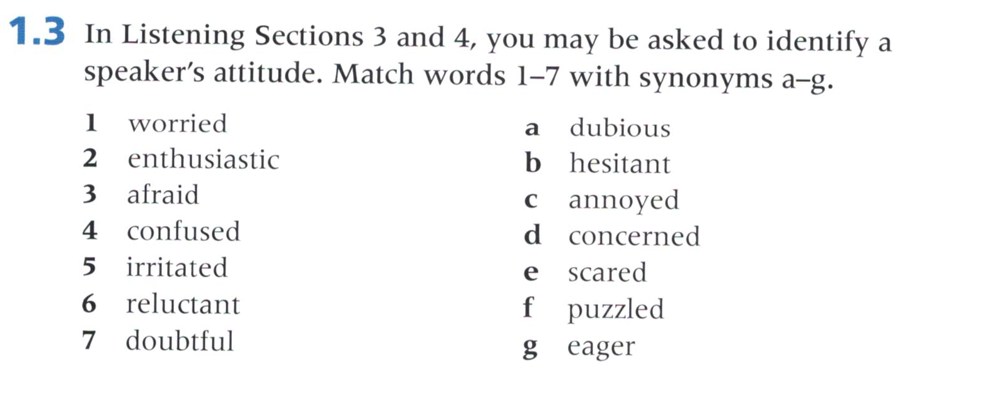 1.3 In Listening Sections 3 and 4, you may be asked to identify a
speaker's attitude. Match words 1–7 with synonyms a–g.
1 worried
2 enthusiastic
3 afraid
4 confused
5 irritated
6 reluctant
7 doubtful
a dubious
b hesitant
c annoyed
d concerned
e scared
f puzzled
g eager